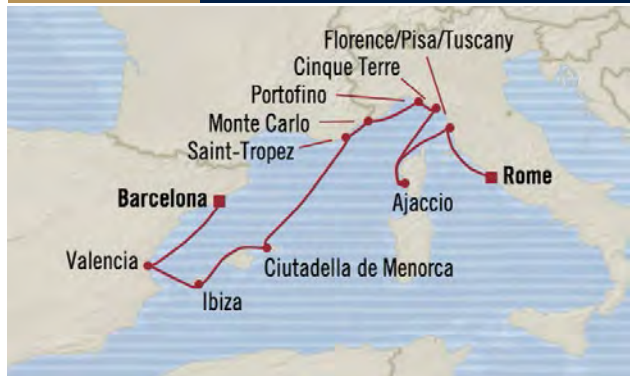 Florence/Pisa/Tuscany
Cinque Terre
Portofino
Monte Carlo
Saint-Tropez
Barcelona
Rome
Ajaccio
Valencia
Ciutadella de Menorca
Ibiza